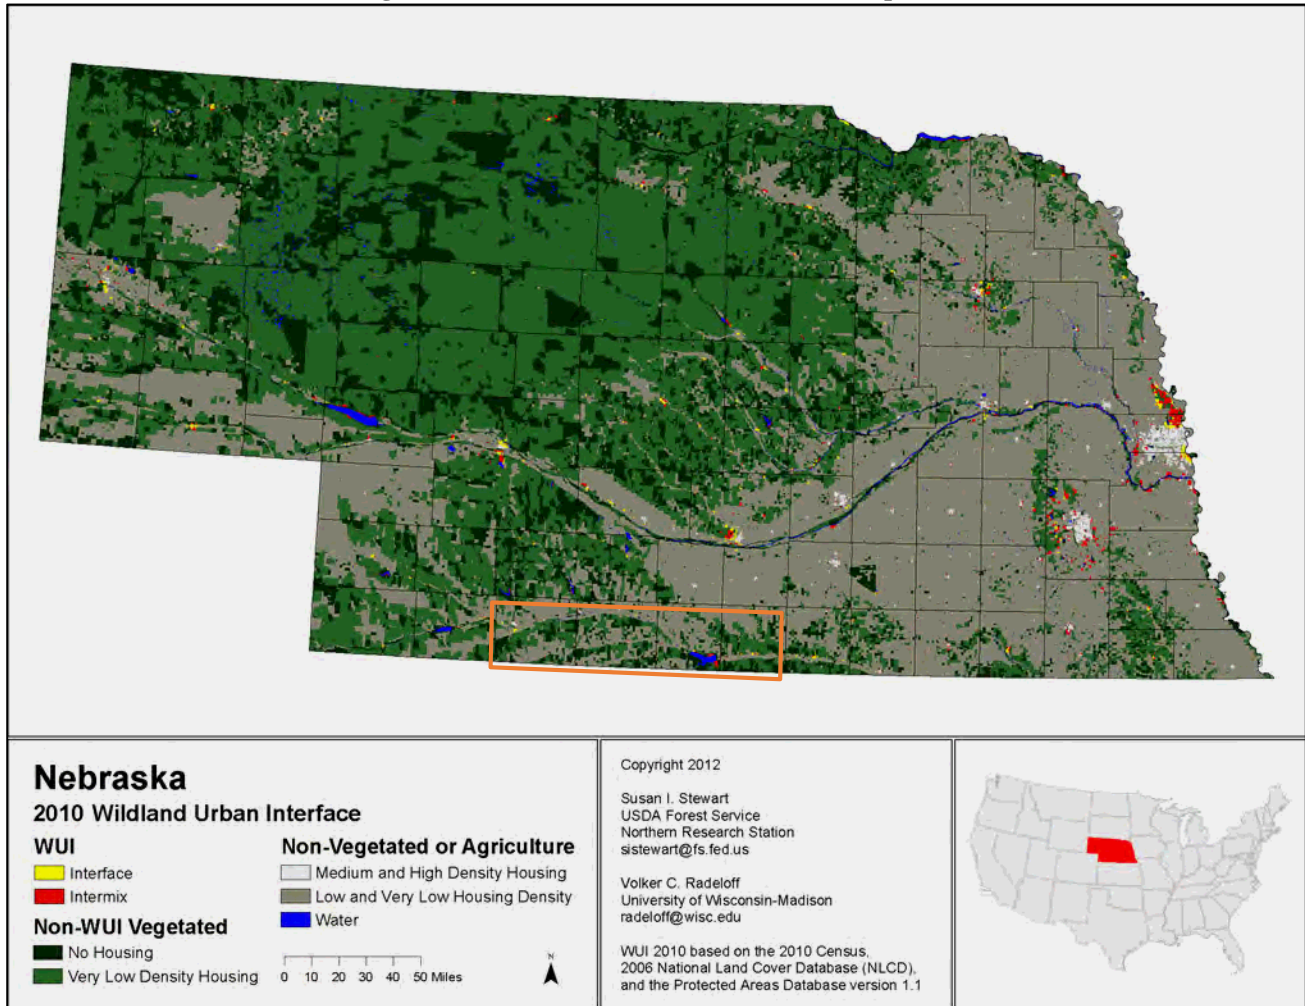 Nebraska
2010 Wildland Urban Interface
WUI
Interface
Intermix
Non-WUI Vegetated
No Housing
Very Low Density Housing
Non-Vegetated or Agriculture
Medium and High Density Housing
Low and Very Low Housing Density
Water
0 10 20 30 40 50 Miles
N
Copyright 2012
Susan I. Stewart
USDA Forest Service
Northern Research Station
sistewart@fs.fed.us
Volker C. Radeloff
University of Wisconsin-Madison
radeloff@wisc.edu
WUI 2010 based on the 2010 Census,
2006 National Land Cover Database (NLCD),
and the Protected Areas Database version 1.1